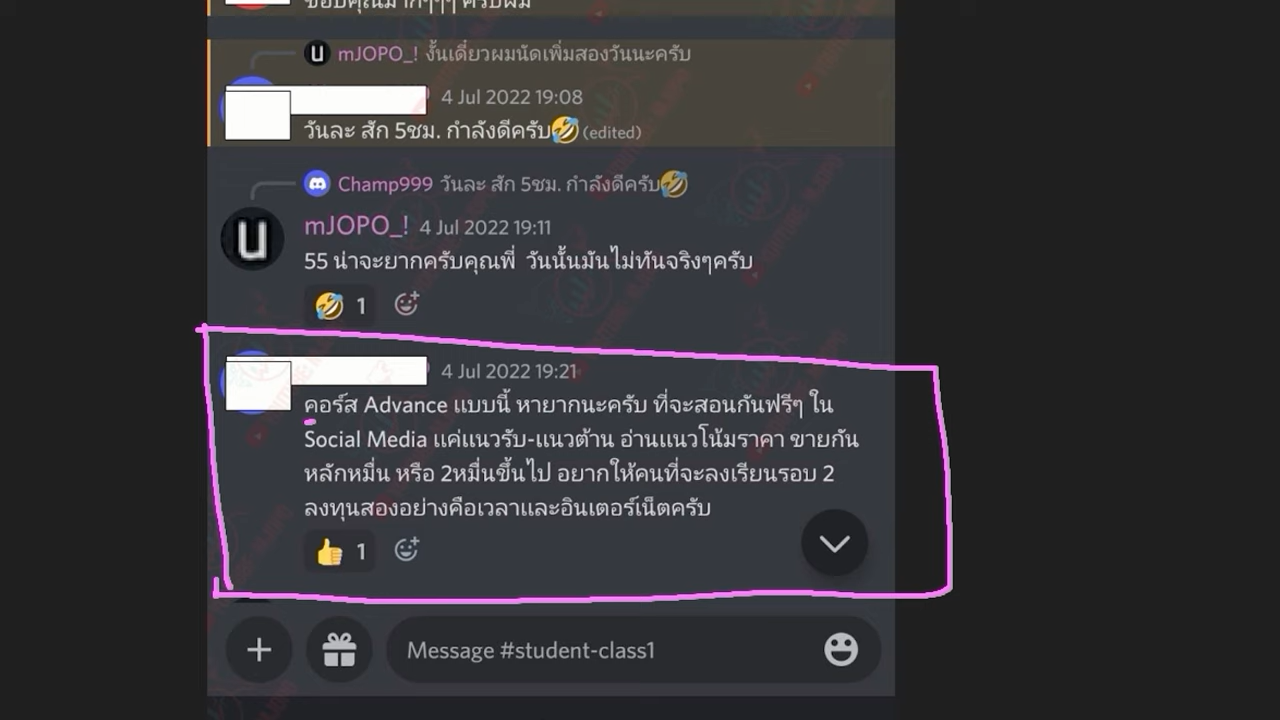 ขอบคุณมากๆๆๆ ครับผม
mJOPO_! งั้นเดี๋ยวผมนัดเพิ่มสองวันนะครับ
4 Jul 2022 19:08
วันละ สัก 5ชม. กำลังดีครับ🤣 (edited)
Champ999 วันละ สัก 5ชม. กำลังดีครับ🤣
mJOPO_! 4 Jul 2022 19:11
55 น่าจะยากครับคุณพี่ วันนั้นมันไม่ทันจริงๆครับ
🤣 1
4 Jul 2022 19:21
คอร์ส Advance แบบนี้ หายากนะครับ ที่จะสอนกันฟรีๆ ใน
Social Media แค่แนวรับ-แนวต้าน อ่านแนวโน้มราคา ขายกัน
หลักหมื่น หรือ 2หมื่นขึ้นไป อยากให้คนที่จะลงเรียนรอบ 2
ลงทุนสองอย่างคือเวลาและอินเตอร์เน็ตครับ
👍 1
Message #student-class1